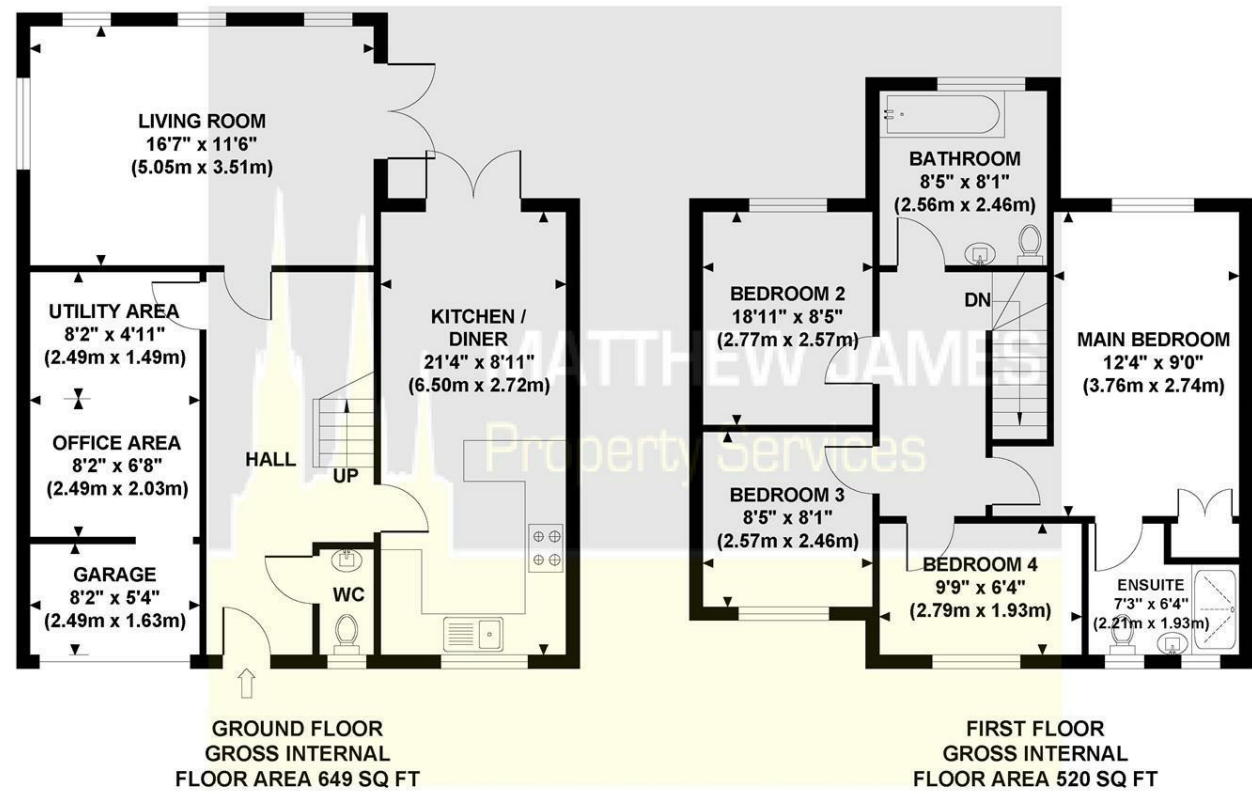 LIVING ROOM
16'7" x 11'6"
(5.05m x 3.51m)
UTILITY AREA
8'2" x 4'11"
(2.49m x 1.49m)
OFFICE AREA
8'2" x 6'8"
(2.49m x 2.03m)
GARAGE
8'2" x 5'4"
(2.49m x 1.63m)
HALL
UP
WC
KITCHEN /
DINER
21'4" x 8'11"
(6.50m x 2.72m)
MATTHEW JAMES
Property Services
BATHROOM
8'5" x 8'1"
(2.56m x 2.46m)
BEDROOM 2
18'11" x 8'5"
(2.77m x 2.57m)
DN
MAIN BEDROOM
12'4" x 9'0"
(3.76m x 2.74m)
BEDROOM 3
8'5" x 8'1"
(2.57m x 2.46m)
BEDROOM 4
9'9" x 6'4"
(2.79m x 1.93m)
ENSUITE
7'3" x 6'4"
(2.21m x 1.93m)
GROUND FLOOR
GROSS INTERNAL
FLOOR AREA 649 SQ FT
FIRST FLOOR
GROSS INTERNAL
FLOOR AREA 520 SQ FT